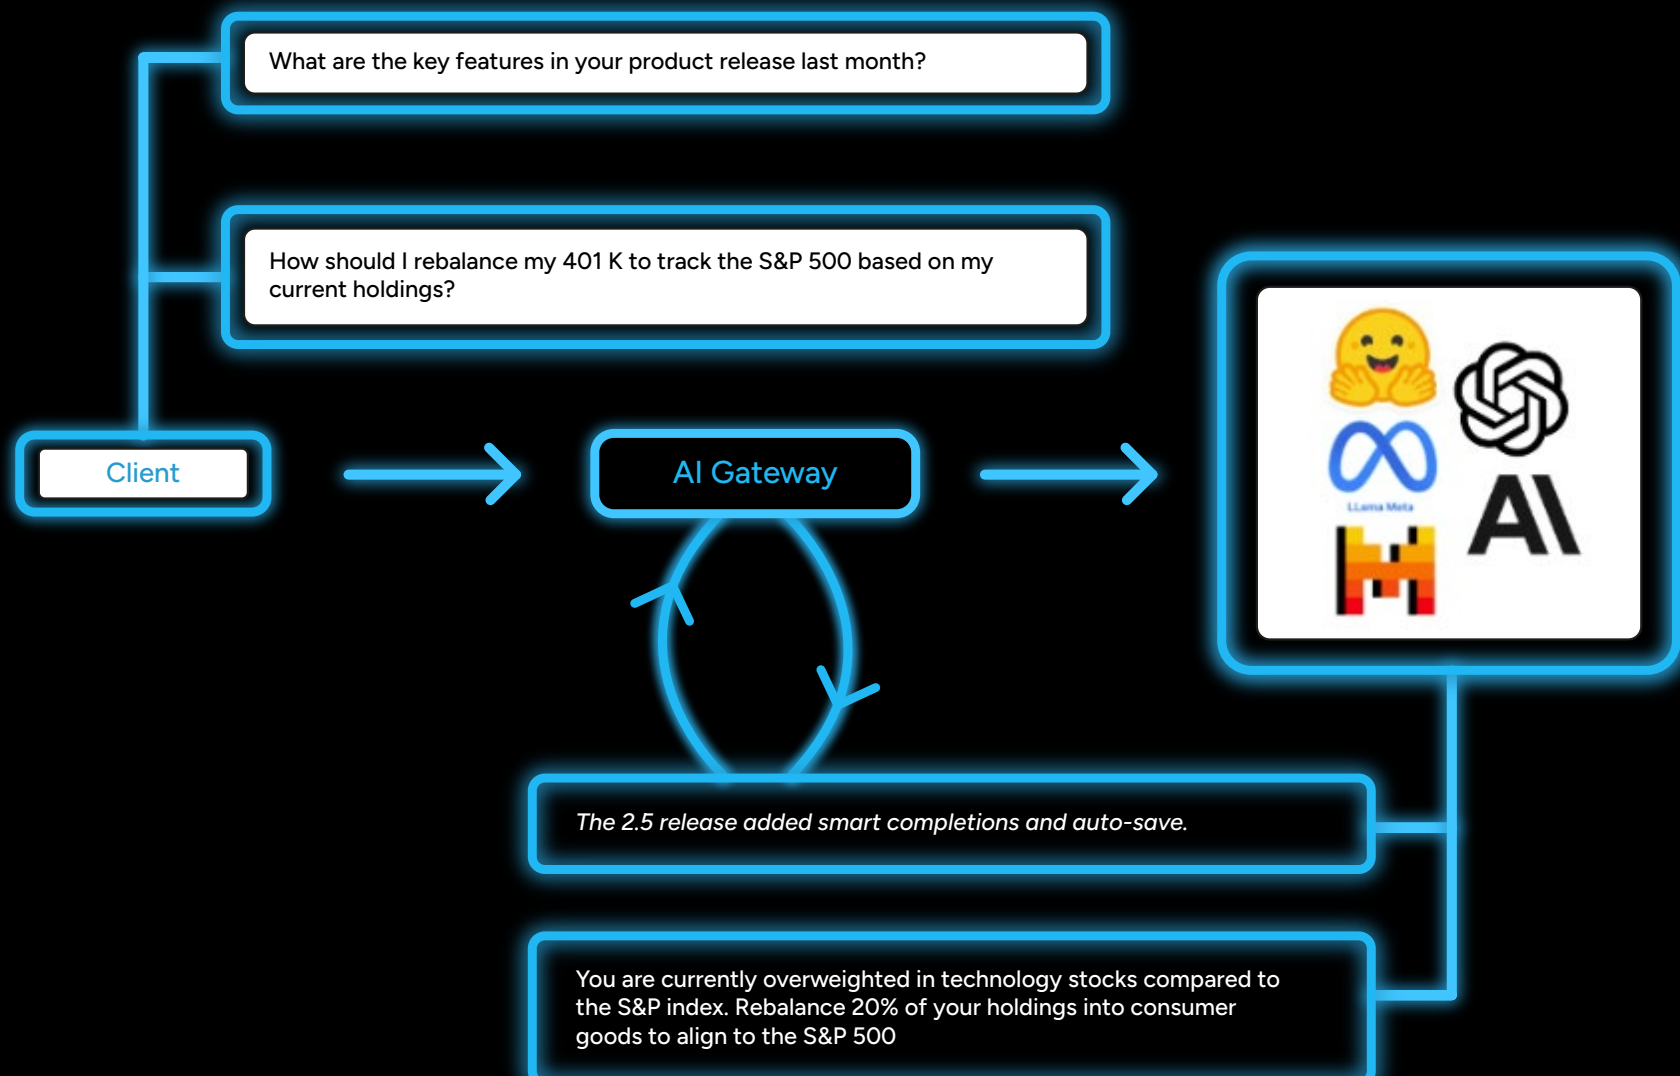 What are the key features in your product release last month?
How should I rebalance my 401 K to track the S&P 500 based on my
current holdings?
Client
AI Gateway
LLama Meta
The 2.5 release added smart completions and auto-save.
You are currently overweighted in technology stocks compared to
the S&P index. Rebalance 20% of your holdings into consumer
goods to align to the S&P 500